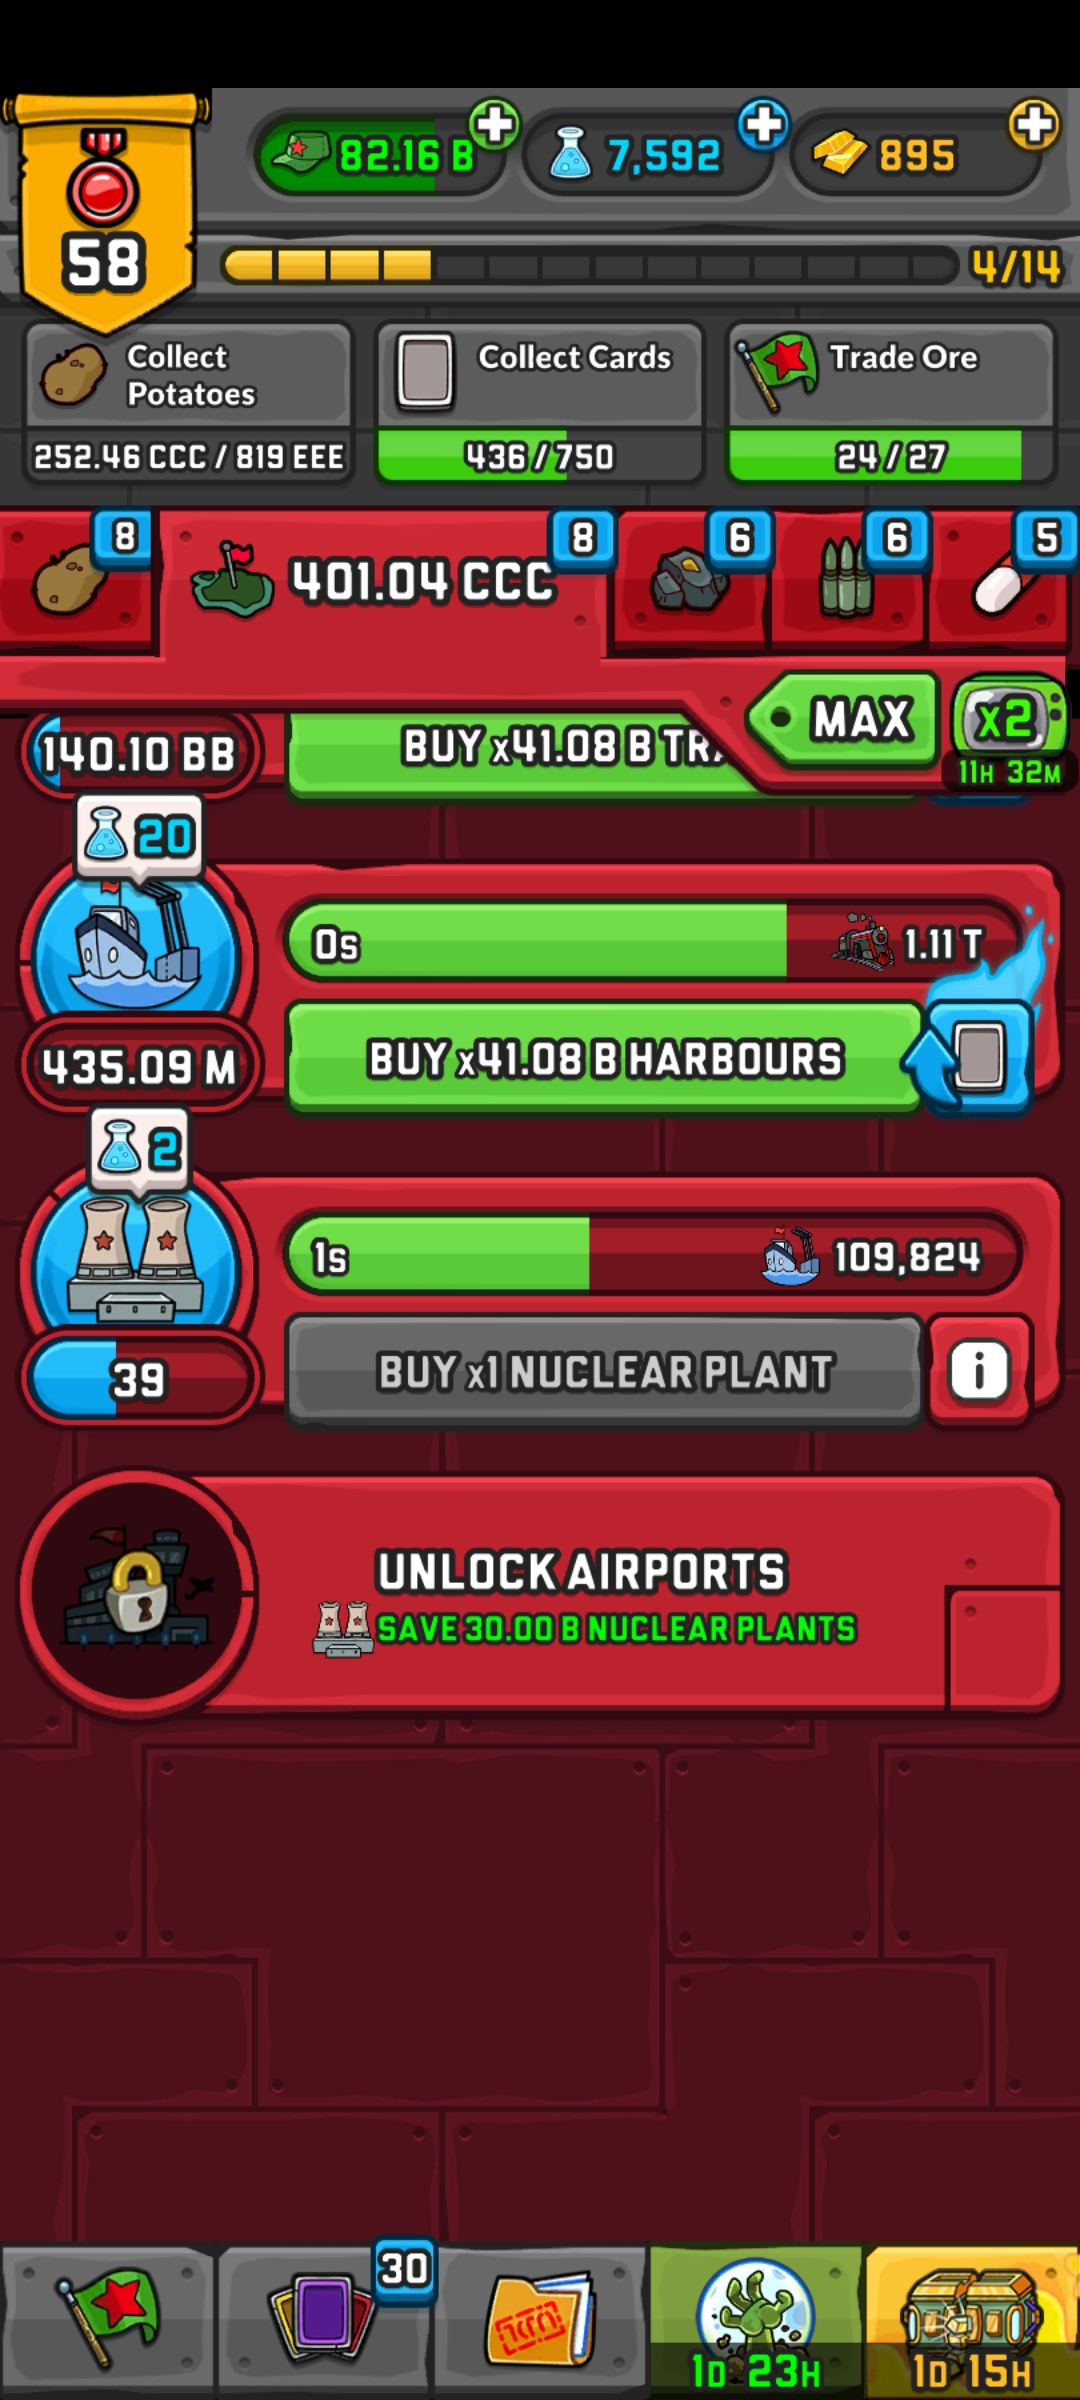 82.16 B
7,592
895
58
4/14
Collect Potatoes
252.46 CCC / 819 EEE
Collect Cards
436 / 750
Trade Ore
24 / 27
8
401.04 CCC
8
6
6
5
MAX
x2
11H 32M
140.10 BB
BUY x41.08 B
20
0s
1.11 T
435.09 M
BUY x41.08 B HARBOURS
2
1s
109,824
39
BUY x1 NUCLEAR PLANT
i
UNLOCK AIRPORTS
SAVE 30.00 B NUCLEAR PLANTS
30
1D 23H
1D 15H